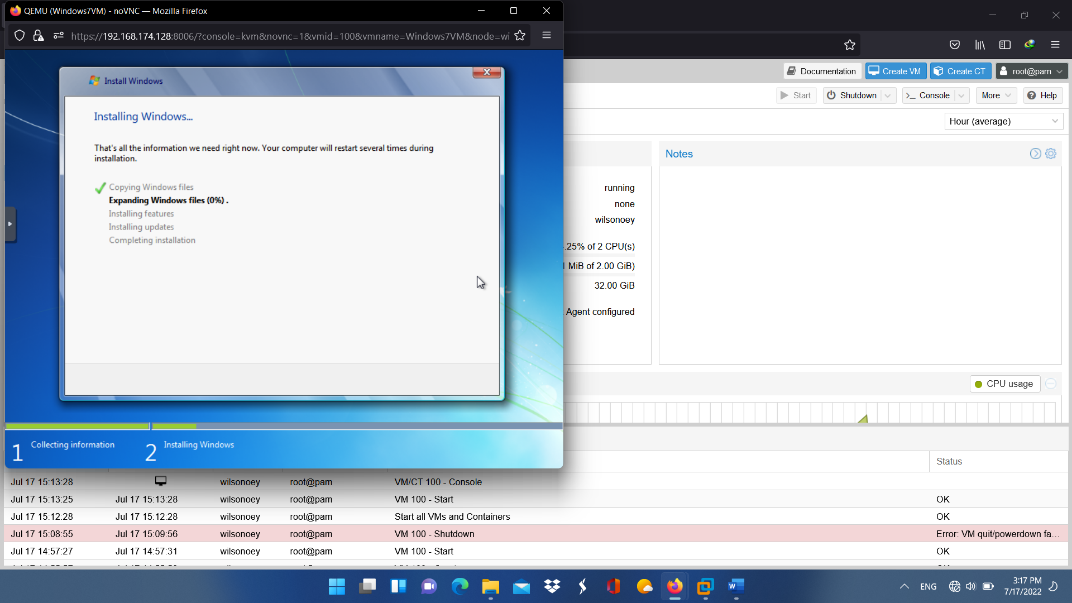 QEMU (Windows7VM) - noVNC — Mozilla Firefox
https://192.168.174.128:8006/?console=kvm&novnc=1&vmid=100&vmname=Windows7VM&node=wi
Documentation
Create VM
Create CT
root@pam
Start
Shutdown
Console
More
Help
Hour (average)
Install Windows
Installing Windows...
That's all the information we need right now. Your computer will restart several times during
installation.
Copying Windows files
Expanding Windows files (0%) .
Installing features
Installing updates
Completing installation
1 Collecting information
2 Installing Windows
Notes
running
none
wilsonoey
.25% of 2 CPU(s)
MiB of 2.00 GiB)
32.00 GiB
Agent configured
CPU usage
Status
Jul 17 15:13:28 wilsonoey root@pam VM/CT 100 - Console
Jul 17 15:13:25 Jul 17 15:13:28 wilsonoey root@pam VM 100 - Start OK
Jul 17 15:12:28 Jul 17 15:12:28 wilsonoey root@pam Start all VMs and Containers OK
Jul 17 15:08:55 Jul 17 15:09:56 wilsonoey root@pam VM 100 - Shutdown Error: VM quit/powerdown fa...
Jul 17 14:57:27 Jul 17 14:57:31 wilsonoey root@pam VM 100 - Start OK
ENG
3:17 PM
7/17/2022